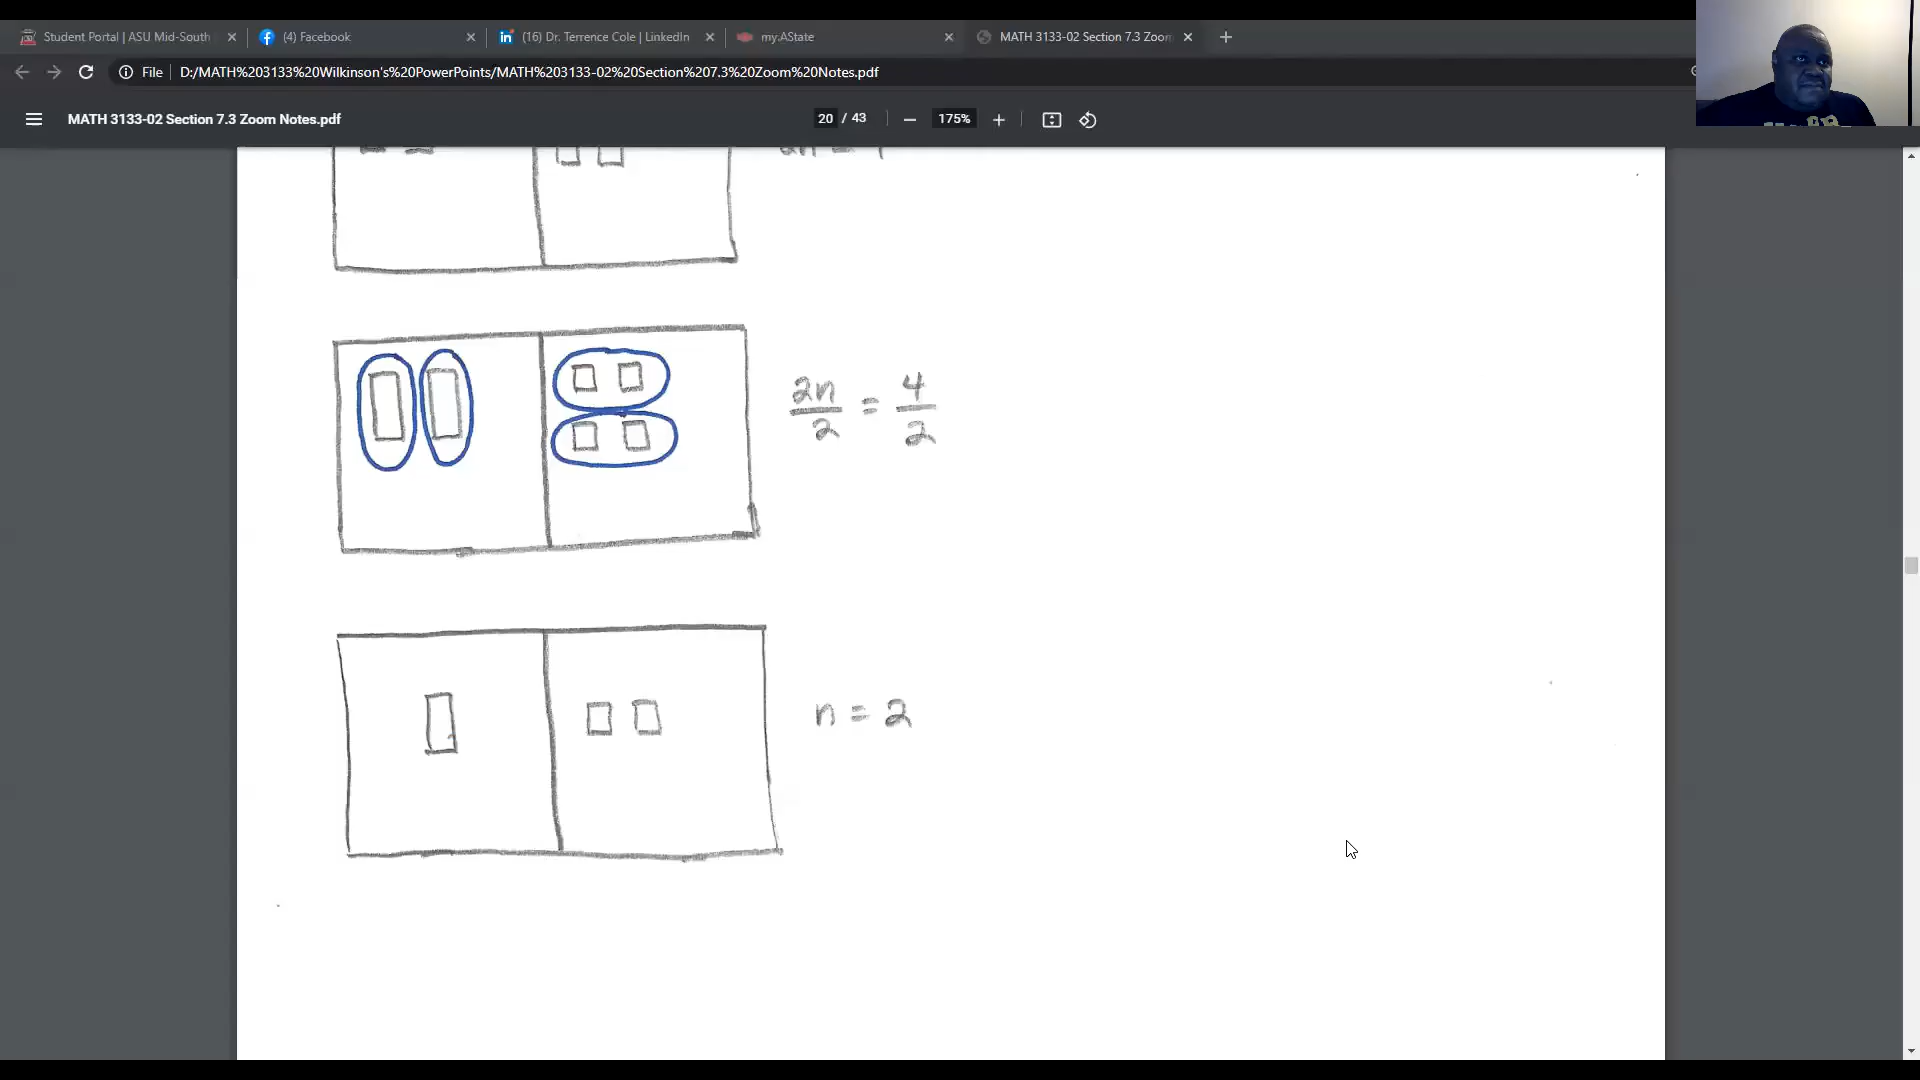 Student Portal | ASU Mid-South
(4) Facebook
(16) Dr. Terrence Cole | LinkedIn
my.AState
MATH 3133-02 Section 7.3 Zoom
File
D:/MATH%203133%20Wilkinson's%20PowerPoints/MATH%203133-02%20Section%207.3%20Zoom%20Notes.pdf
MATH 3133-02 Section 7.3 Zoom Notes.pdf
20 / 43
175%
2n/2 = 4/2
n = 2